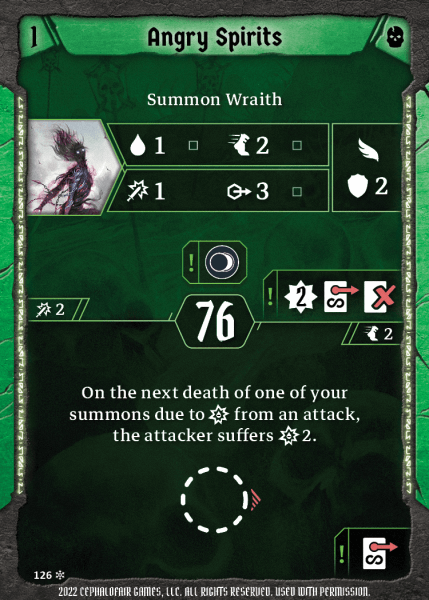 1 Angry Spirits
Summon Wraith
1 2
1 3 2
! ! 2
2 76 2
On the next death of one of your
summons due to from an attack,
the attacker suffers 2.
!
126
2022 CEPHALOFAIR GAMES, LLC. ALL RIGHTS RESERVED. USED WITH PERMISSION.